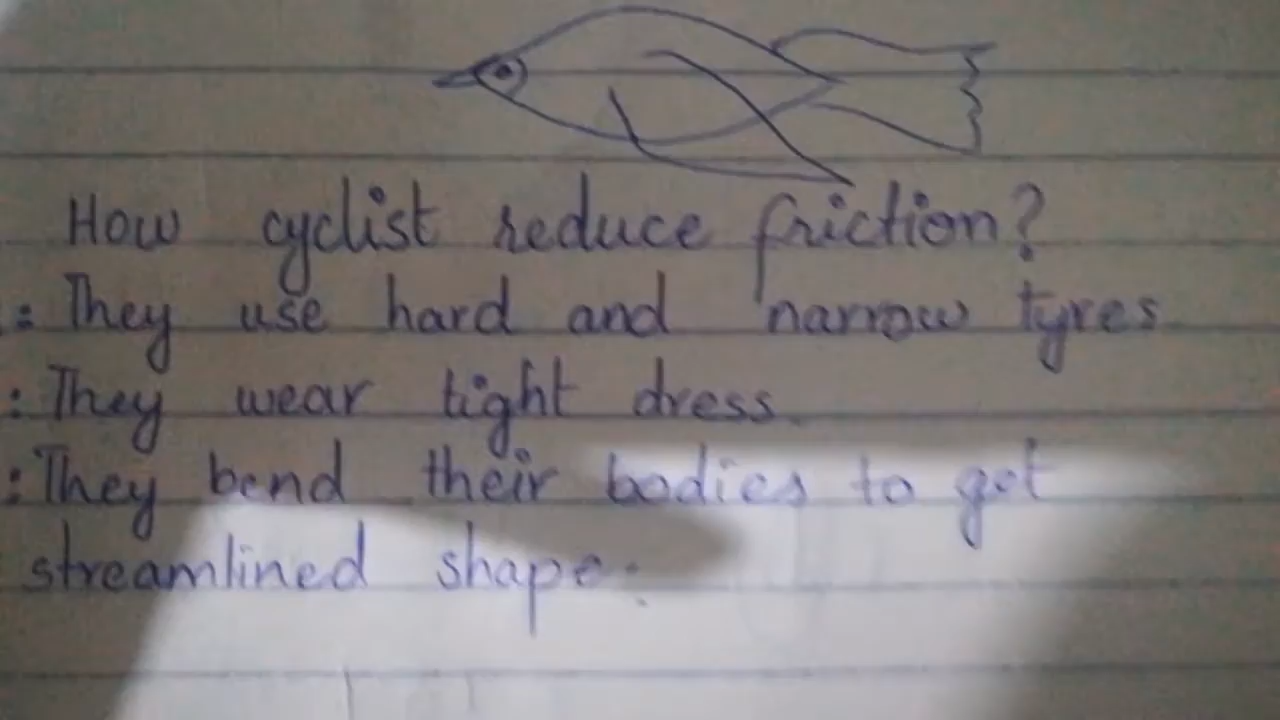 How cyclist reduce friction?
: They use hard and narrow tyres
: They wear tight dress.
: They bend their bodies to get
streamlined shape.